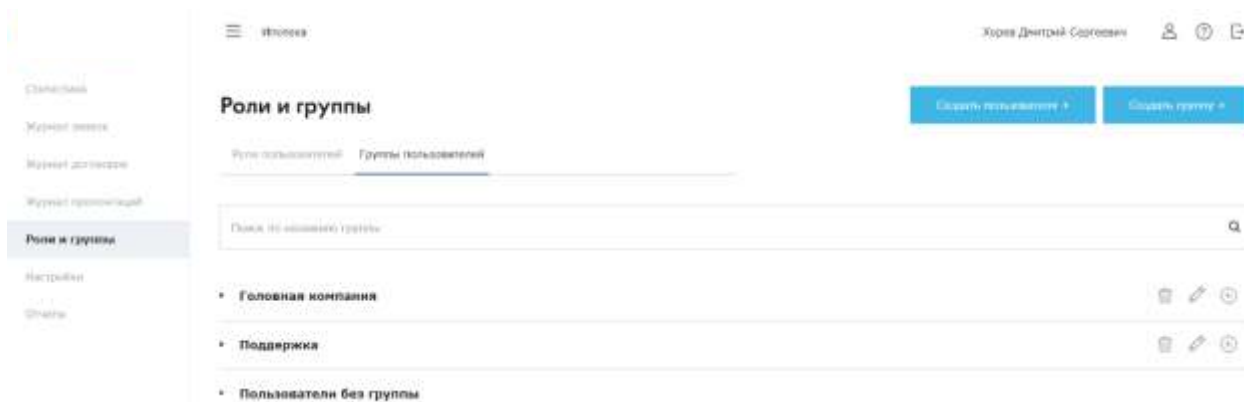 Ипотека
Хорев Дмитрий Сергеевич
Статистика
Журнал заявок
Журнал договоров
Журнал пролонгаций
Роли и группы
Настройки
Отчеты
Роли и группы
Создать пользователя +
Создать группу +
Роли пользователей
Группы пользователей
Поиск по названию группы
Головная компания
Поддержка
Пользователи без группы